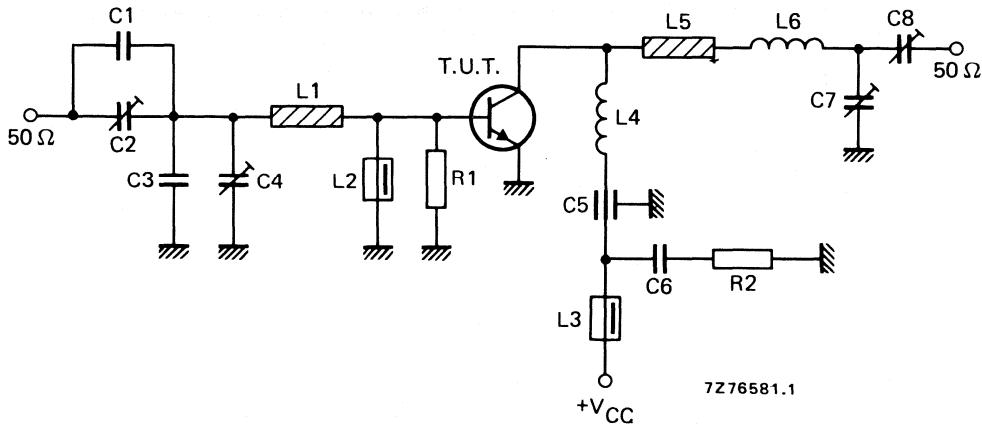 C1
50 Ω
C2
C3
C4
L1
L2
R1
T.U.T.
L4
C5
C6
R2
L3
+VCC
L5
L6
C7
C8
50 Ω
7Z76581.1